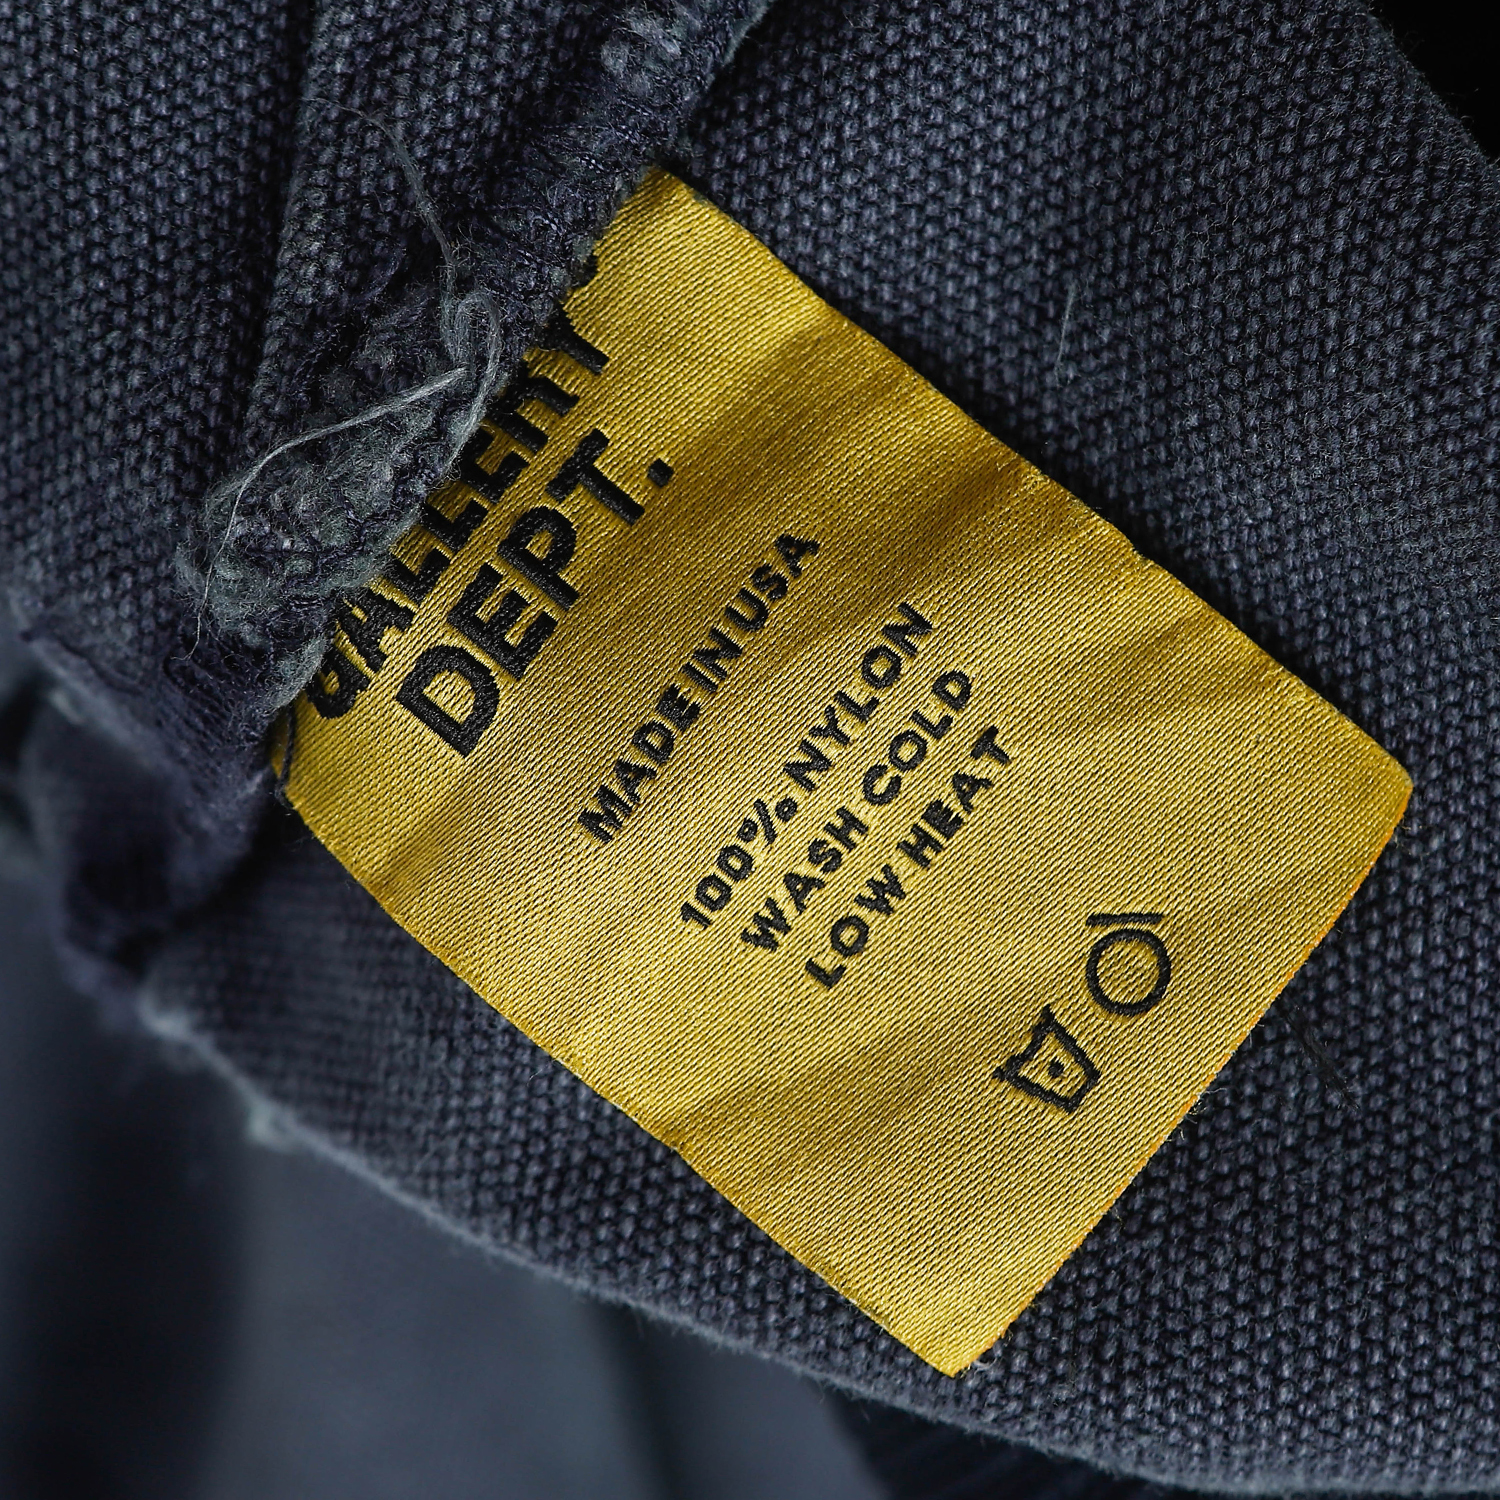 GALLERY
DEPT.
MADE IN USA
100% NYLON
WASH COLD
LOW HEAT